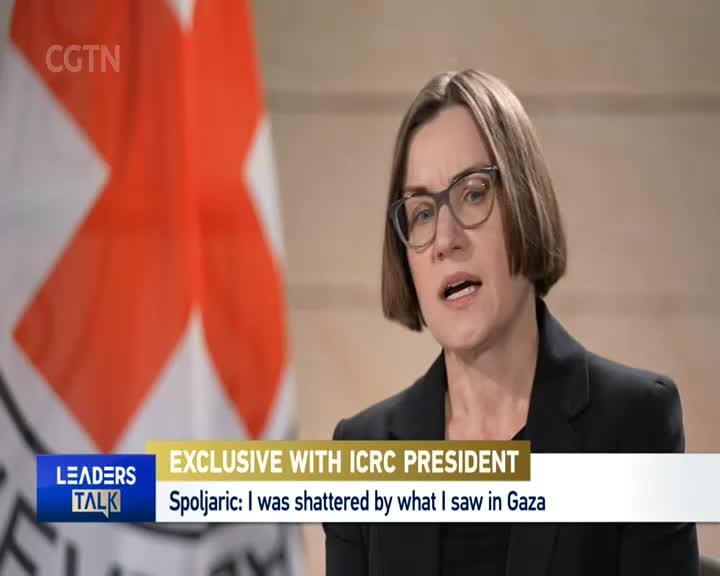 CGTN
EXCLUSIVE WITH ICRC PRESIDENT
LEADERS
TALK
Spoljaric: I was shattered by what I saw in Gaza